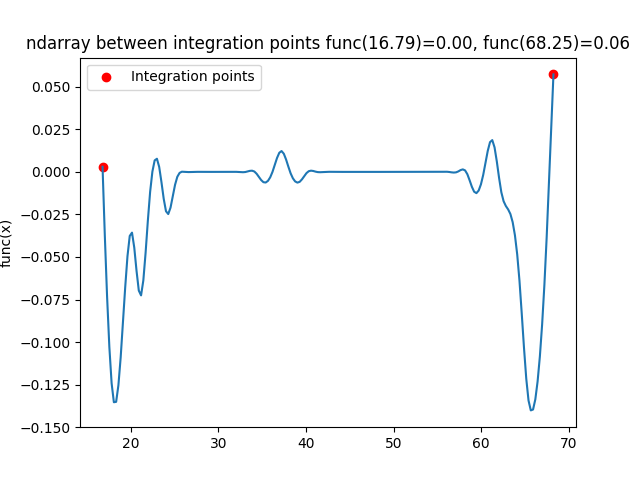 ndarray between integration points func(16.79)=0.00, func(68.25)=0.06
Integration points
func(x)
0.050
0.025
0.000
−0.025
−0.050
−0.075
−0.100
−0.125
−0.150
20 30 40 50 60 70